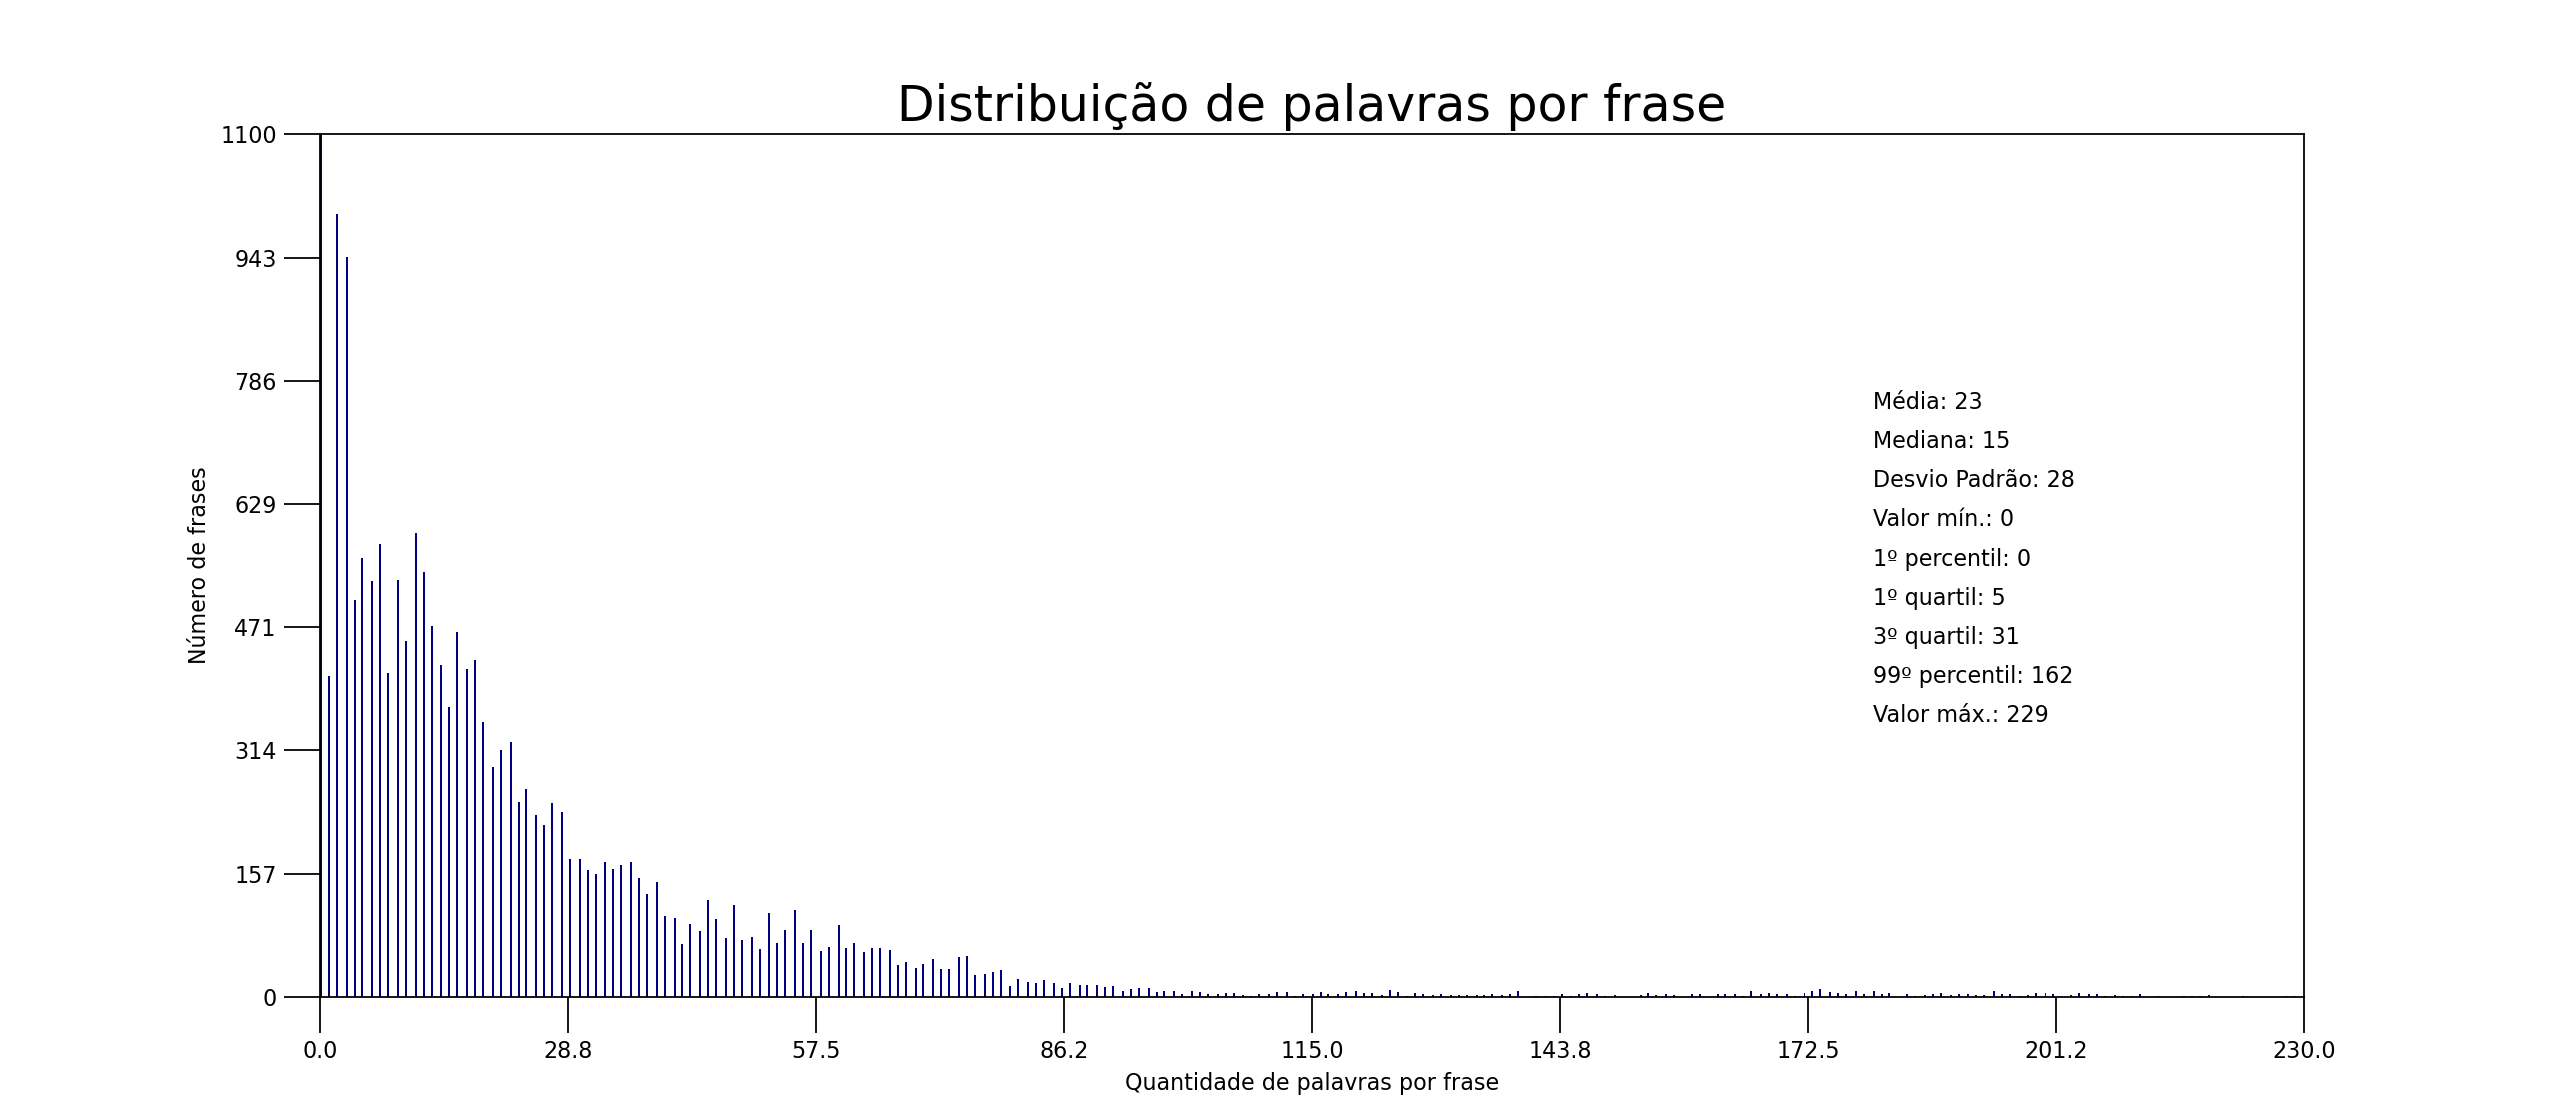 Distribuição de palavras por frase
1100
943
786
629
471
314
157
0
Número de frases
Média: 23
Mediana: 15
Desvio Padrão: 28
Valor mín.: 0
1º percentil: 0
1º quartil: 5
3º quartil: 31
99º percentil: 162
Valor máx.: 229
0.0 28.8 57.5 86.2 115.0 143.8 172.5 201.2 230.0
Quantidade de palavras por frase